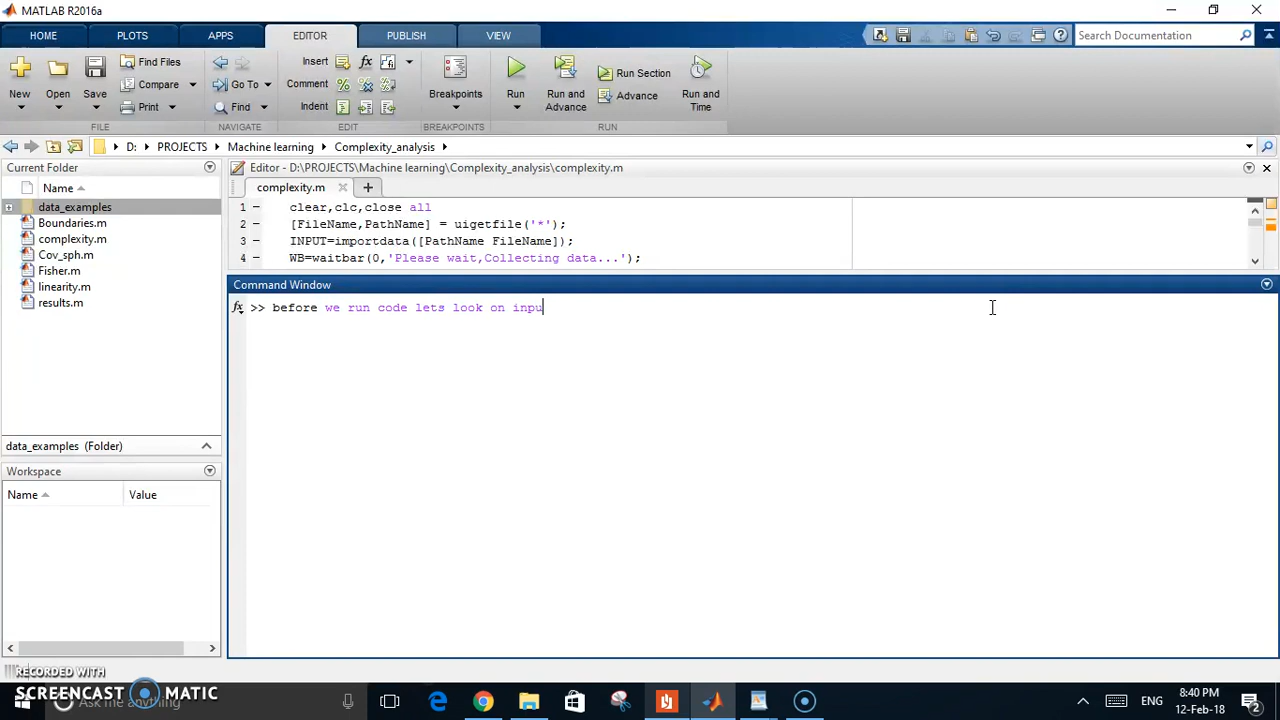 MATLAB R2016a
HOME PLOTS APPS EDITOR PUBLISH VIEW
Search Documentation
New Open Save
Find Files
Compare
Print
Go To
Find
Insert
Comment
Indent
Breakpoints
Run
Run and Advance
Run Section
Advance
Run and Time
FILE NAVIGATE EDIT BREAKPOINTS RUN
D: PROJECTS Machine learning Complexity_analysis
Current Folder
Name
data_examples
Boundaries.m
complexity.m
Cov_sph.m
Fisher.m
linearity.m
results.m
data_examples (Folder)
Workspace
Name Value
Editor - D:\PROJECTS\Machine learning\Complexity_analysis\complexity.m
complexity.m
1 clear,clc,close all
2 [FileName,PathName] = uigetfile('*');
3 INPUT=importdata([PathName FileName]);
4 WB=waitbar(0,'Please wait,Collecting data...');
Command Window
fx >> before we run code lets look on inpu
RECORDED WITH
SCREENCAST MATIC
Ask me anything
ENG
8:40 PM
12-Feb-18
2